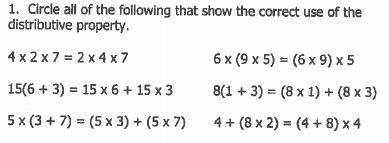 1. Circle all of the following that show the correct use of the
distributive property.
4 x 2 x 7 = 2 x 4 x 7
6 x (9 x 5) = (6 x 9) x 5
15(6 + 3) = 15 x 6 + 15 x 3
8(1 + 3) = (8 x 1) + (8 x 3)
5 x (3 + 7) = (5 x 3) + (5 x 7)
4 + (8 x 2) = (4 + 8) x 4